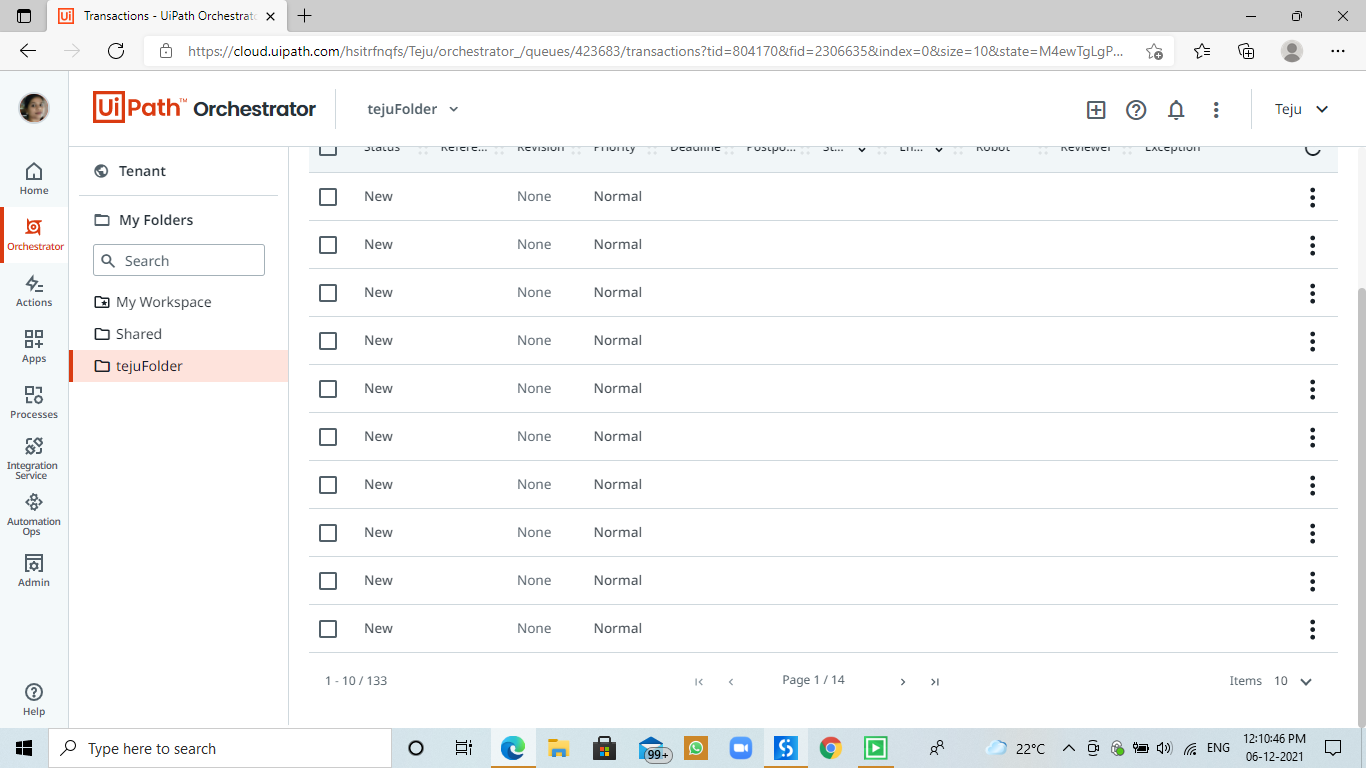 Transactions - UiPath Orchestrat
https://cloud.uipath.com/hsitrfnqfs/Teju/orchestrator_/queues/423683/transactions?tid=804170&fid=2306635&index=0&size=10&state=M4ewTgLgP...
UiPath™ Orchestrator
tejuFolder
Teju
Home
Orchestrator
Actions
Apps
Processes
Integration
Service
Automation
Ops
Admin
Help
Tenant
My Folders
Search
My Workspace
Shared
tejuFolder
Status Refere... Revision Priority Deadline Postpo... St... En... Robot Reviewer Exception
New None Normal
New None Normal
New None Normal
New None Normal
New None Normal
New None Normal
New None Normal
New None Normal
New None Normal
New None Normal
1 - 10 / 133 Page 1 / 14 Items 10
Type here to search
99+
22°C
ENG
12:10:46 PM
06-12-2021